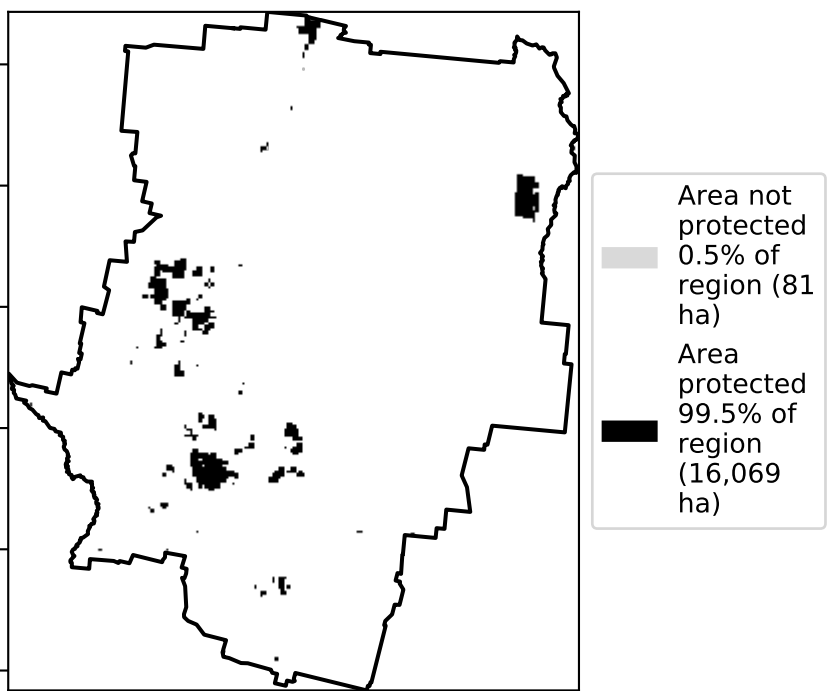 Area not
protected
0.5% of
region (81
ha)
Area
protected
99.5% of
region
(16,069
ha)